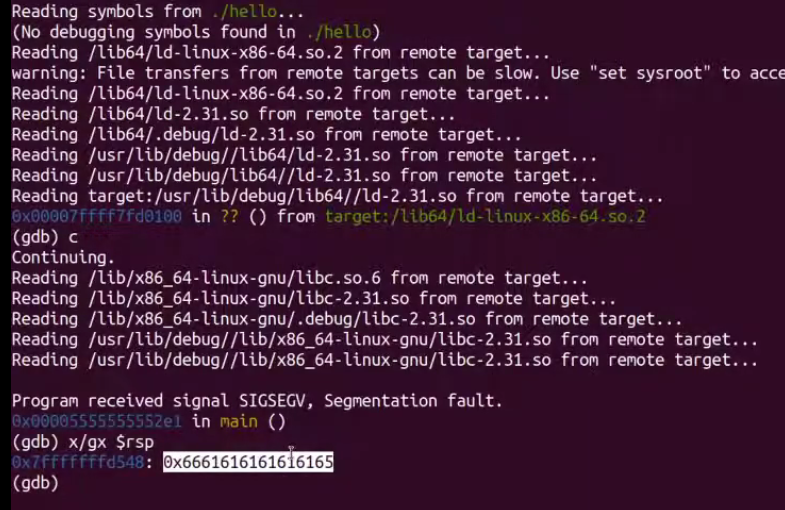 Reading symbols from ./hello...
(No debugging symbols found in ./hello)
Reading /lib64/ld-linux-x86-64.so.2 from remote target...
warning: File transfers from remote targets can be slow. Use "set sysroot" to acce
Reading /lib64/ld-linux-x86-64.so.2 from remote target...
Reading /lib64/ld-2.31.so from remote target...
Reading /lib64/.debug/ld-2.31.so from remote target...
Reading /usr/lib/debug//lib64/ld-2.31.so from remote target...
Reading /usr/lib/debug/lib64//ld-2.31.so from remote target...
Reading target:/usr/lib/debug/lib64//ld-2.31.so from remote target...
0x00007ffff7fd0100 in ?? () from target:/lib64/ld-linux-x86-64.so.2
(gdb) c
Continuing.
Reading /lib/x86_64-linux-gnu/libc.so.6 from remote target...
Reading /lib/x86_64-linux-gnu/libc-2.31.so from remote target...
Reading /lib/x86_64-linux-gnu/.debug/libc-2.31.so from remote target...
Reading /usr/lib/debug//lib/x86_64-linux-gnu/libc-2.31.so from remote target...
Reading /usr/lib/debug//lib/x86_64-linux-gnu/libc-2.31.so from remote target...
Program received signal SIGSEGV, Segmentation fault.
0x00005555555552e1 in main ()
(gdb) x/gx $rsp
0x7fffffffd548: 0x6661616161616165
(gdb)